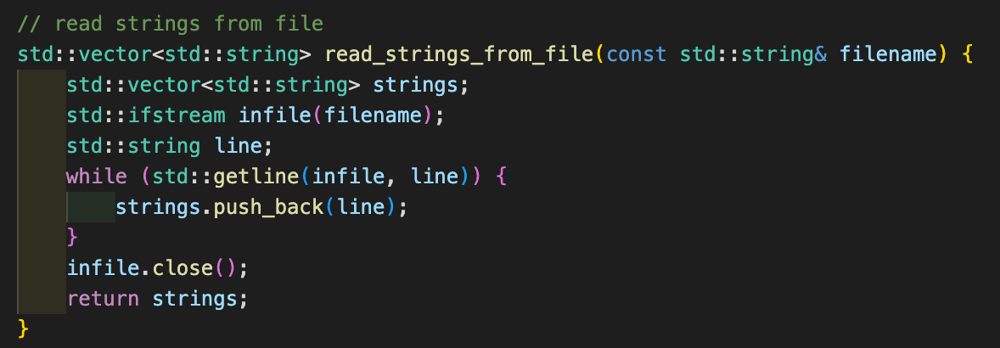 // read strings from file
std::vector<std::string> read_strings_from_file(const std::string& filename) {
    std::vector<std::string> strings;
    std::ifstream infile(filename);
    std::string line;
    while (std::getline(infile, line)) {
        strings.push_back(line);
    }
    infile.close();
    return strings;
}